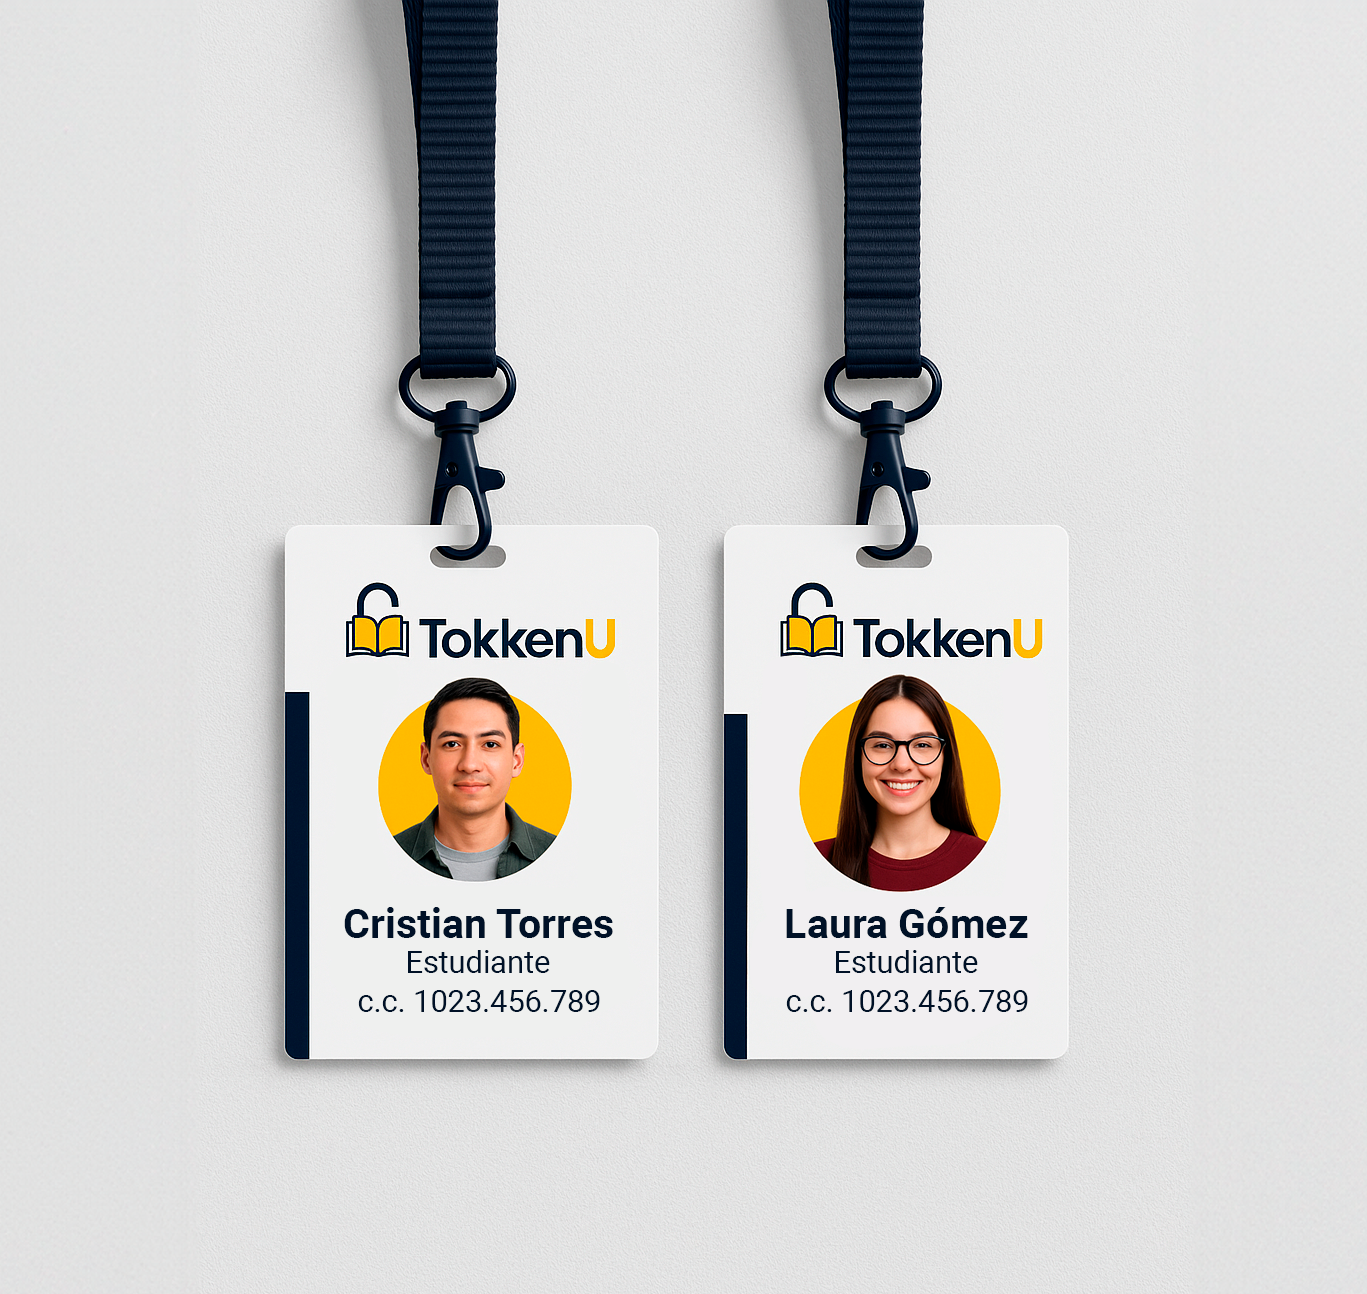 TokkenU
Cristian Torres
Estudiante
c.c. 1023.456.789
TokkenU
Laura Gómez
Estudiante
c.c. 1023.456.789